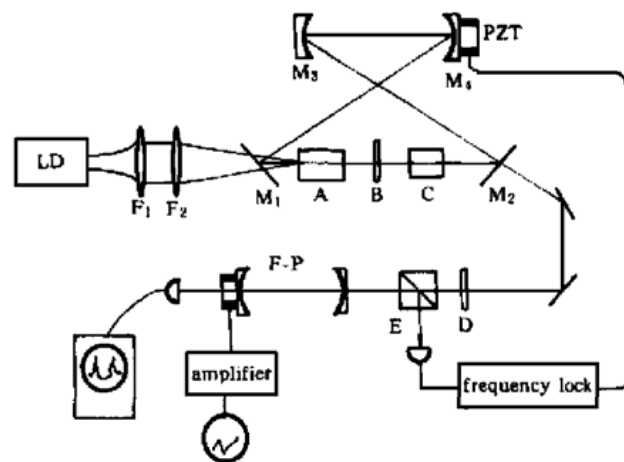 PZT
M3
M4
LD
F1
F2
M1
A
B
C
M2
F-P
E
D
amplifier
frequency lock